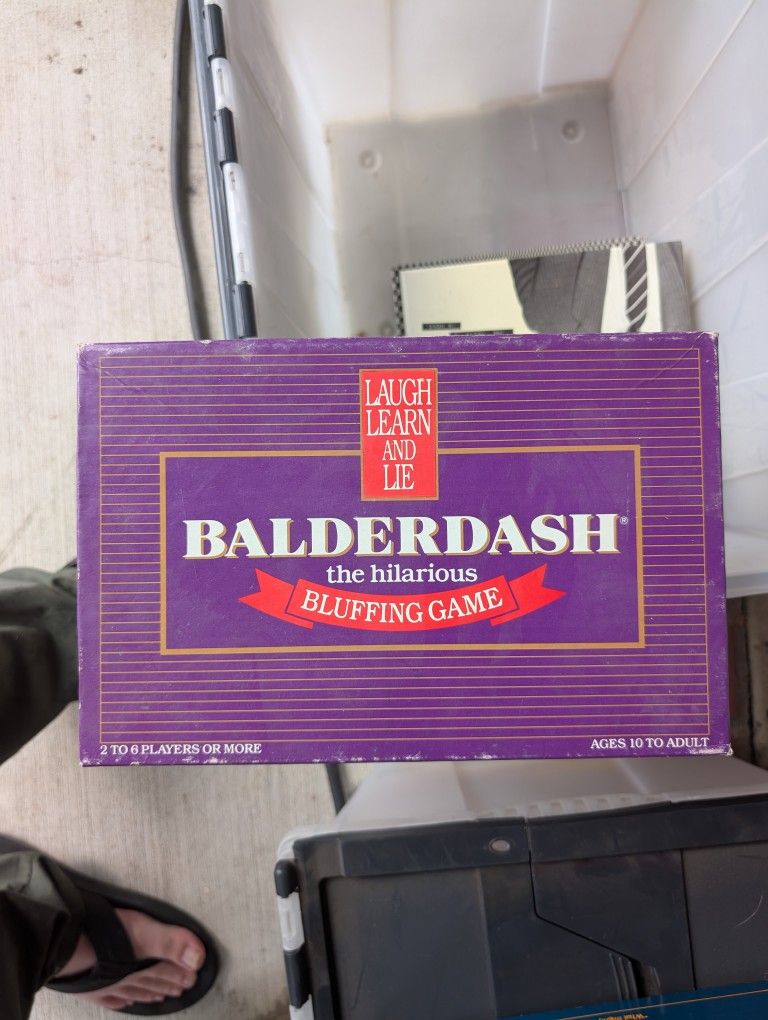 LAUGH
LEARN
AND
LIE
BALDERDASH®
the hilarious
BLUFFING GAME
2 TO 6 PLAYERS OR MORE
AGES 10 TO ADULT